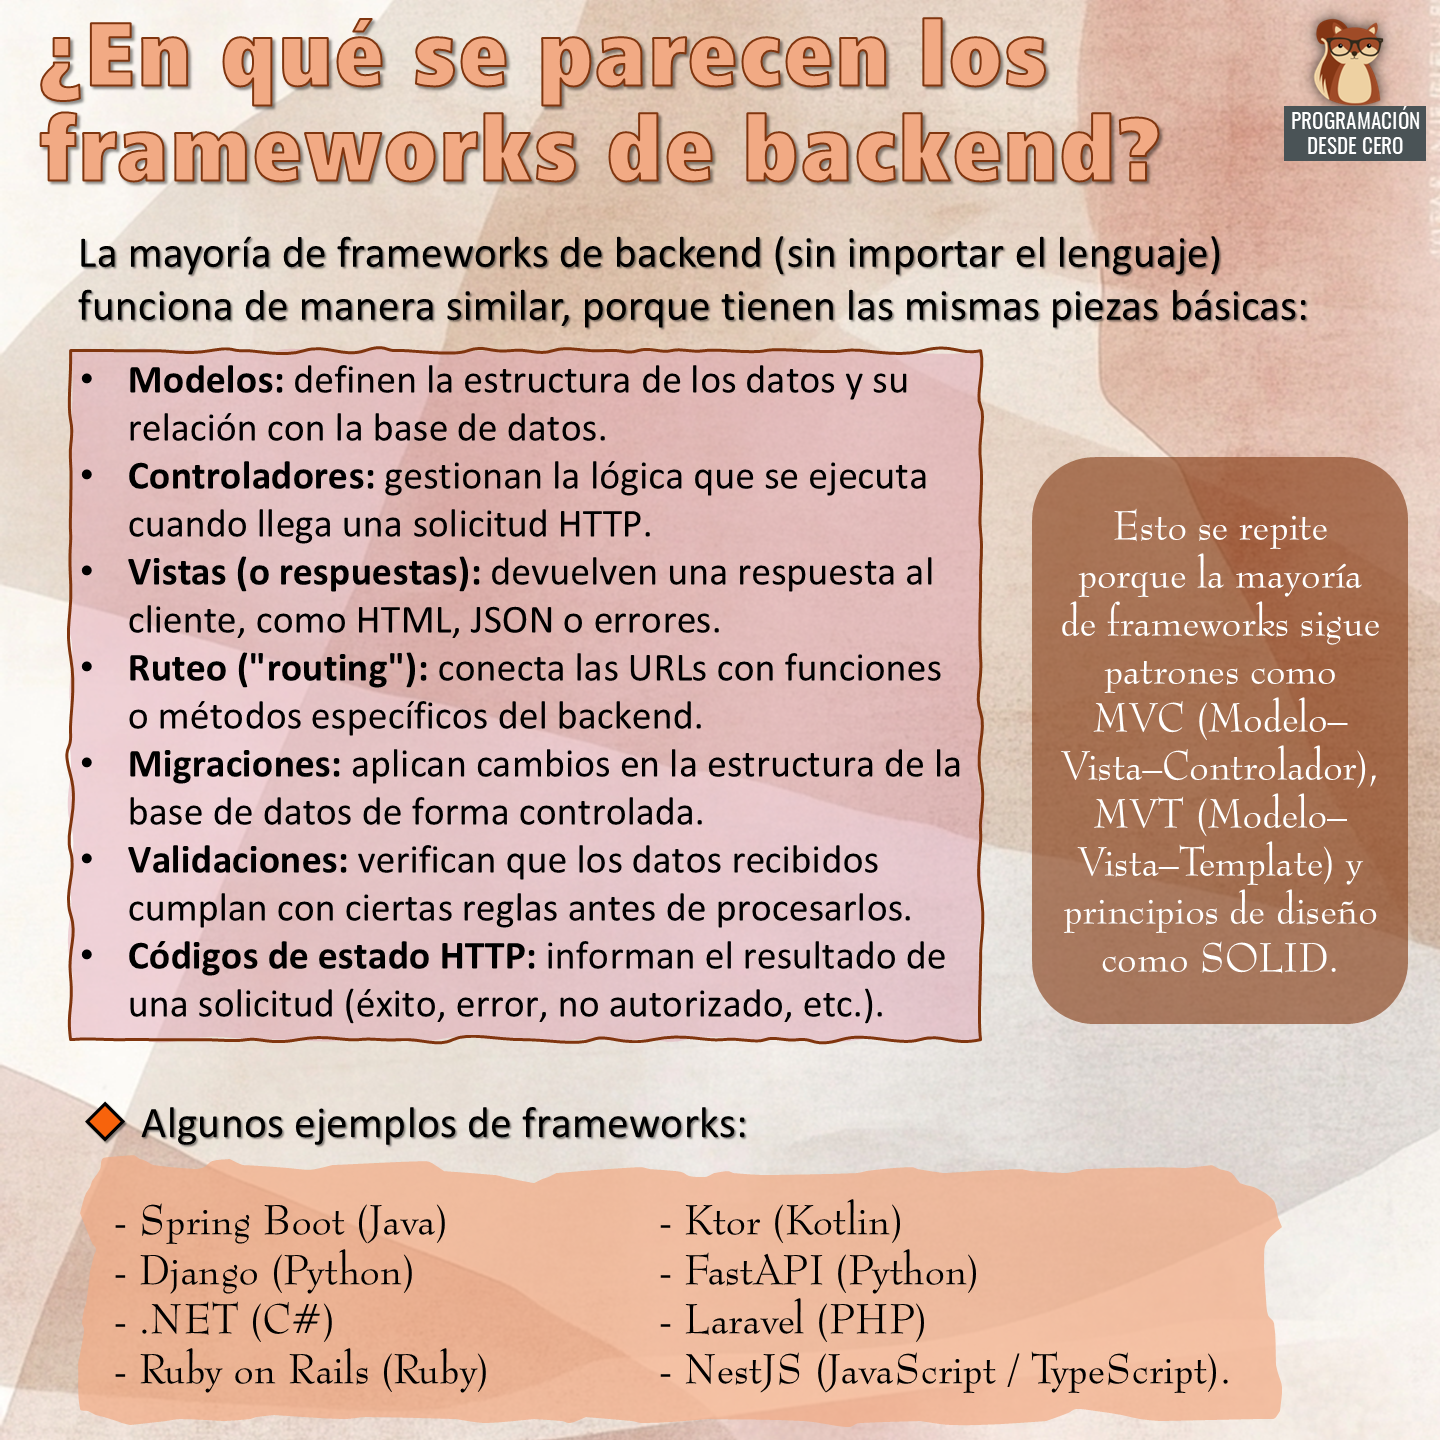 ¿En qué se parecen los
frameworks de backend?
PROGRAMACIÓN
DESDE CERO
La mayoría de frameworks de backend (sin importar el lenguaje)
funciona de manera similar, porque tienen las mismas piezas básicas:
• Modelos: definen la estructura de los datos y su
relación con la base de datos.
• Controladores: gestionan la lógica que se ejecuta
cuando llega una solicitud HTTP.
• Vistas (o respuestas): devuelven una respuesta al
cliente, como HTML, JSON o errores.
• Ruteo ("routing"): conecta las URLs con funciones
o métodos específicos del backend.
• Migraciones: aplican cambios en la estructura de la
base de datos de forma controlada.
• Validaciones: verifican que los datos recibidos
cumplan con ciertas reglas antes de procesarlos.
• Códigos de estado HTTP: informan el resultado de
una solicitud (éxito, error, no autorizado, etc.).
Esto se repite
porque la mayoría
de frameworks sigue
patrones como
MVC (Modelo–
Vista–Controlador),
MVT (Modelo–
Vista–Template) y
principios de diseño
como SOLID.
Algunos ejemplos de frameworks:
- Spring Boot (Java)
- Django (Python)
- .NET (C#)
- Ruby on Rails (Ruby)
- Ktor (Kotlin)
- FastAPI (Python)
- Laravel (PHP)
- NestJS (JavaScript / TypeScript).